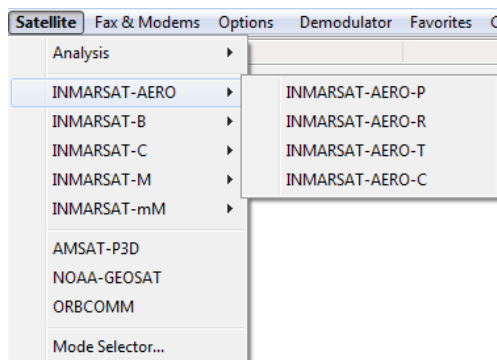 Satellite Fax & Modems Options Demodulator Favorites
Analysis
INMARSAT-AERO
INMARSAT-B
INMARSAT-C
INMARSAT-M
INMARSAT-mM
AMSAT-P3D
NOAA-GEOSAT
ORBCOMM
Mode Selector...
INMARSAT-AERO-P
INMARSAT-AERO-R
INMARSAT-AERO-T
INMARSAT-AERO-C